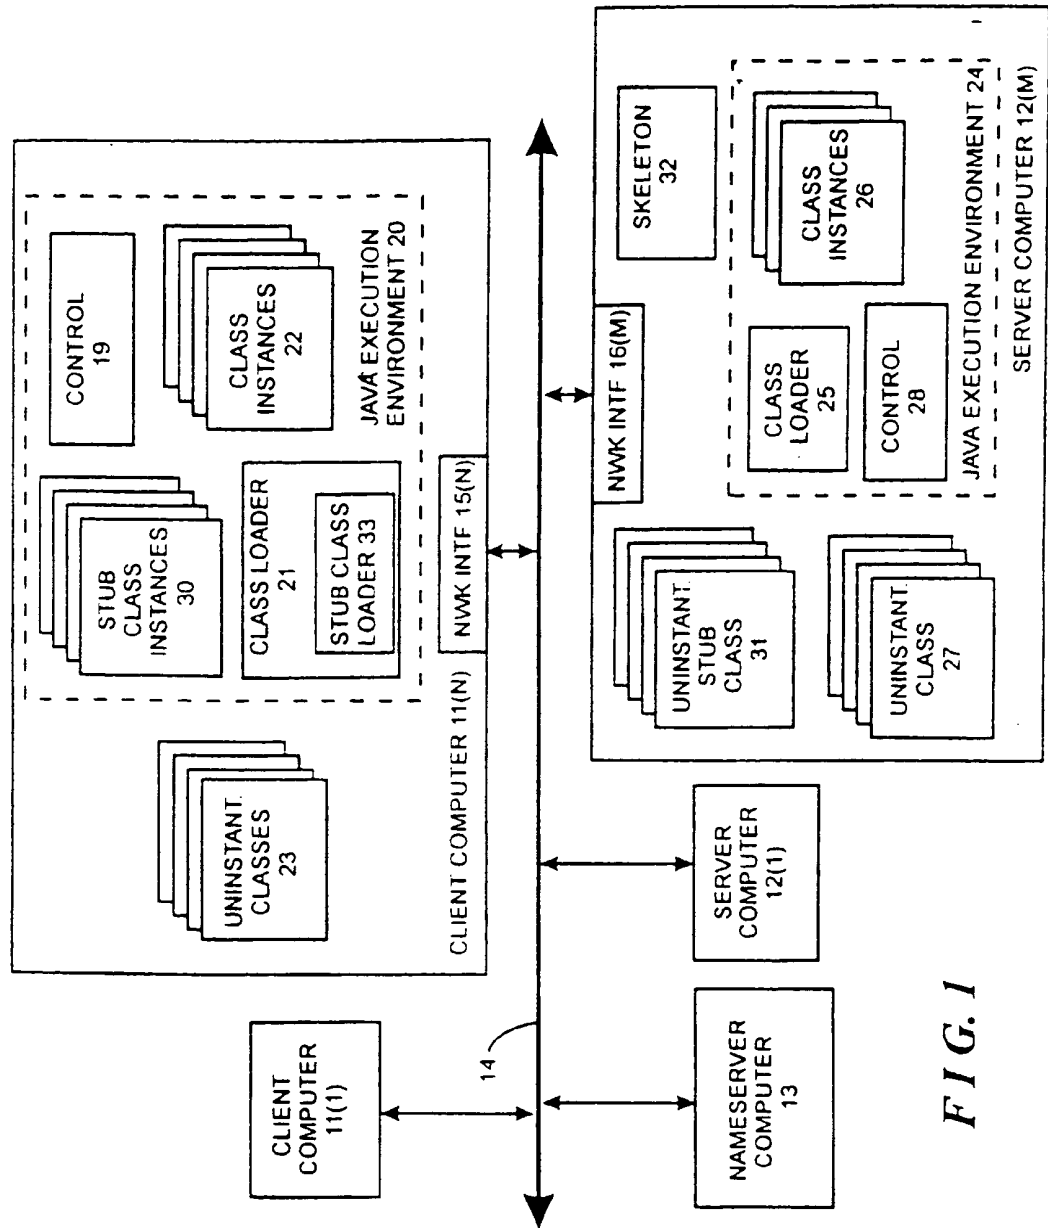 CLIENT
COMPUTER
11(1)
UNINSTANT.
CLASSES
23
STUB
CLASS
INSTANCES
30
CONTROL
19
CLASS LOADER
21
STUB CLASS
LOADER 33
CLASS
INSTANCES
22
JAVA EXECUTION
ENVIRONMENT 20
CLIENT COMPUTER 11(N)
NWK INTF 15(N)
14
NAMESERVER
COMPUTER
13
SERVER
COMPUTER
12(1)
NWK INTF 16(M)
SKELETON
32
UNINSTANT
STUB
CLASS
31
UNINSTANT.
CLASS
27
CLASS
LOADER
25
CONTROL
28
CLASS
INSTANCES
26
JAVA EXECUTION ENVIRONMENT 24
SERVER COMPUTER 12(M)
FIG. 1